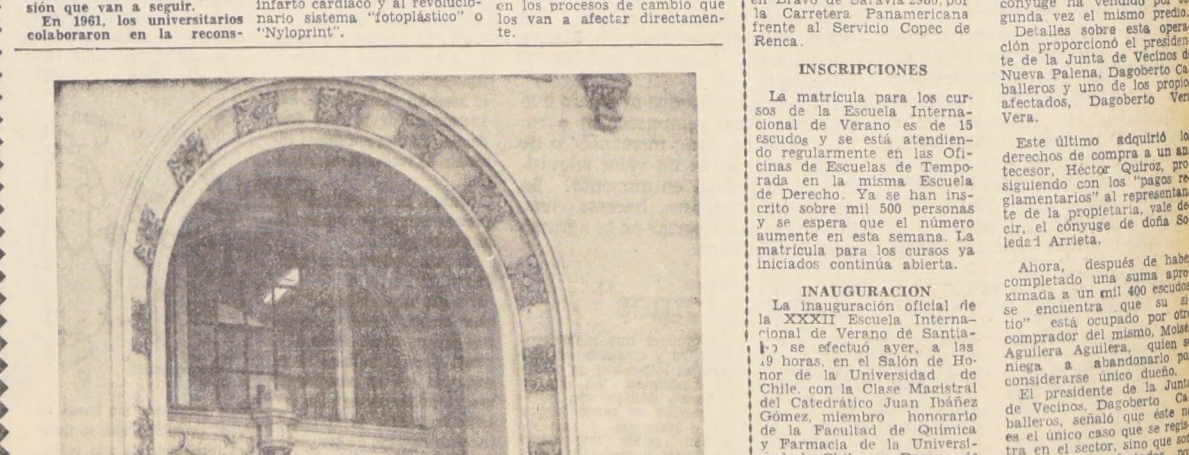 sión que van a seguir.
En 1961, los universitarios
colaboraron en la recons-
infarto cardíaco y al revolucio-
nario sistema "fotoplástico" o
"Nyloprint".
en los procesos de cambio que
los van a afectar directamen-
te.
la Carretera Panamericana
frente al Servicio Copec de
Renca.
INSCRIPCIONES
La matrícula para los cur-
sos de la Escuela Interna-
cional de Verano es de 15
escudos y se está atendien-
do regularmente en las Ofi-
cinas de Escuelas de Tempo-
rada en la misma Escuela
de Derecho. Ya se han ins-
crito sobre mil 500 personas
y se espera que el número
aumente en esta semana. La
matrícula para los cursos ya
iniciados continúa abierta.
INAUGURACION
La inauguración oficial de
la XXXII Escuela Interna-
cional de Verano de Santia-
se efectuó ayer, a las
19 horas, en el Salón de Ho-
nor de la Universidad de
Chile, con la Clase Magistral
del Catedrático Juan Ibáñez
Gómez, miembro honorario
de la Facultad de Química
y Farmacia de la Universi-
cónyuge ha vendido por
gunda vez el mismo predio.
Detalles sobre esta opera-
ción proporcionó el presiden-
te de la Junta de Vecinos d
Nueva Palena, Dagoberto Ca-
balleros y uno de los propio
afectados, Dagoberto Ver
Vera.
Este último adquirió lo
derechos de compra a un an-
tecesor, Héctor Quiroz, pro-
siguiendo con los "pagos re-
glamentarios" al representan-
te de la propietaria, vale de-
cir, el cónyuge de doña So-
leda Arrieta.
Ahora, después de habe
completado una suma apro-
ximada a un mil 400 escudos
se encuentra que su si-
tio" está ocupado por otro
comprador del mismo, Moisé
Aguilera Aguilera, quien se
niega a abandonarlo por
considerarse único dueño.
El presidente de la Junta
de Vecinos, Dagoberto Ca-
balleros, señaló que éste n
es el único caso que se regis-
tra en el sector, sino que son